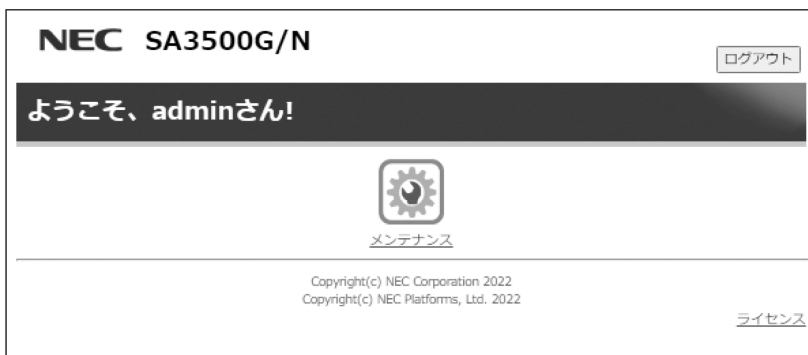 NEC SA3500G/N
ログアウト
ようこそ、adminさん!
メンテナンス
Copyright(c) NEC Corporation 2022
Copyright(c) NEC Platforms, Ltd. 2022
ライセンス